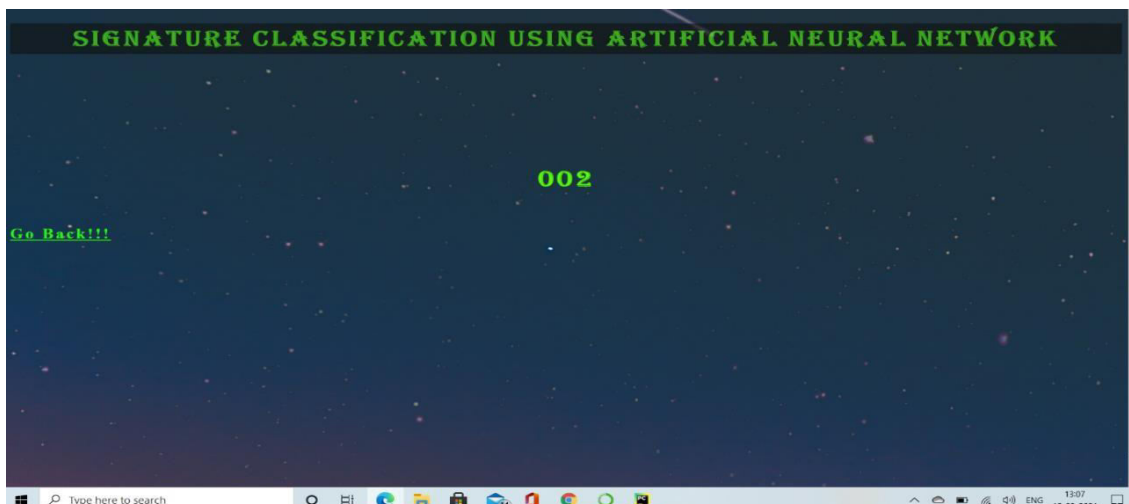 SIGNATURE CLASSIFICATION USING ARTIFICIAL NEURAL NETWORK
002
Go Back!!!
Type here to search
ENG
13:07